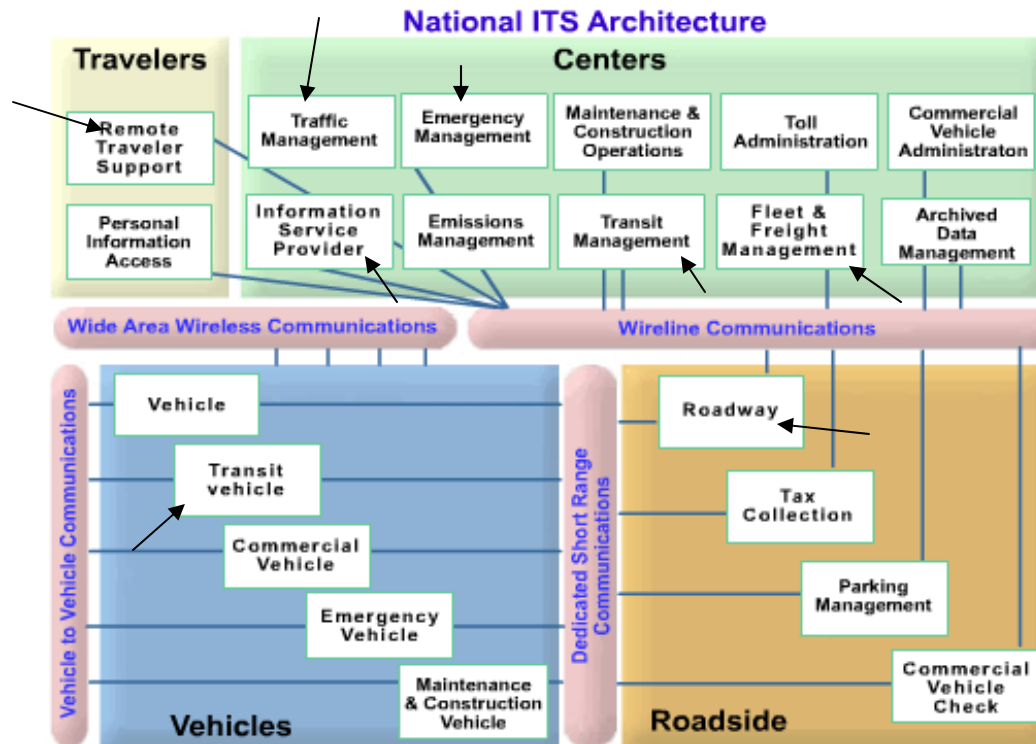 National ITS Architecture
Travelers
Centers
Remote
Traveler
Support
Traffic
Management
Emergency
Management
Maintenance &
Construction
Operations
Toll
Administration
Commercial
Vehicle
Administraton
Personal
Information
Access
Information
Service
Provider
Emissions
Management
Transit
Management
Fleet &
Freight
Management
Archived
Data
Management
Wide Area Wireless Communications
Wireline Communications
Vehicle to Vehicle Communications
Vehicle
Transit
vehicle
Commercial
Vehicle
Emergency
Vehicle
Maintenance
& Construction
Vehicle
Vehicles
Dedicated Short Range
Communications
Roadway
Tax
Collection
Parking
Management
Commercial
Vehicle
Check
Roadside